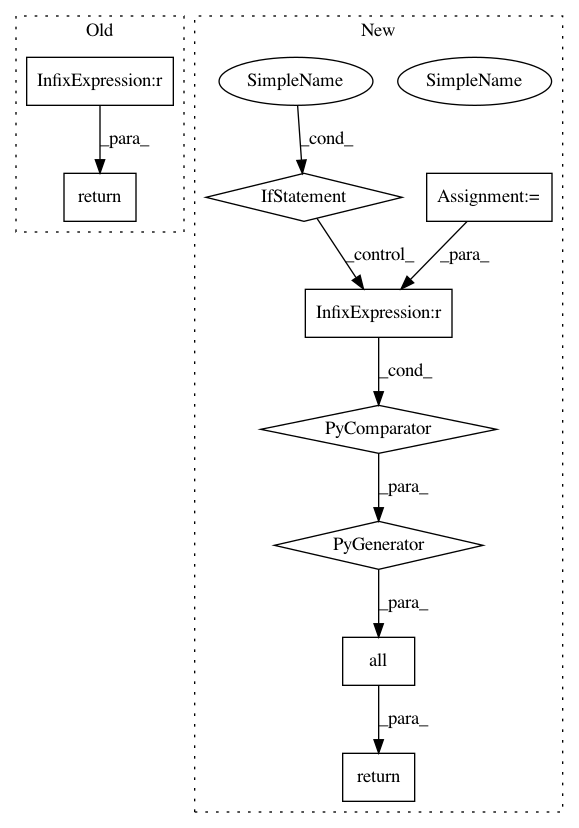 Old
New
InfixExpression:r
SimpleName
SimpleName
_para_
_cond_
return
IfStatement
Assignment:=
_control_
_para_
InfixExpression:r
_cond_
PyComparator
_para_
PyGenerator
_para_
all
_para_
return